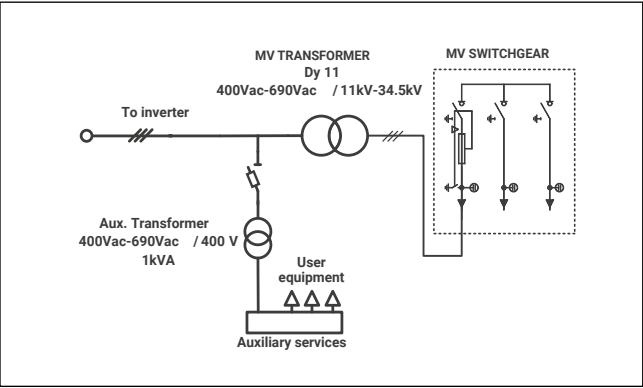 MV TRANSFORMER
Dy 11
400Vac-690Vac / 11kV-34.5kV
MV SWITCHGEAR
To inverter
Aux. Transformer
400Vac-690Vac / 400 V
1kVA
User
equipment
Auxiliary services